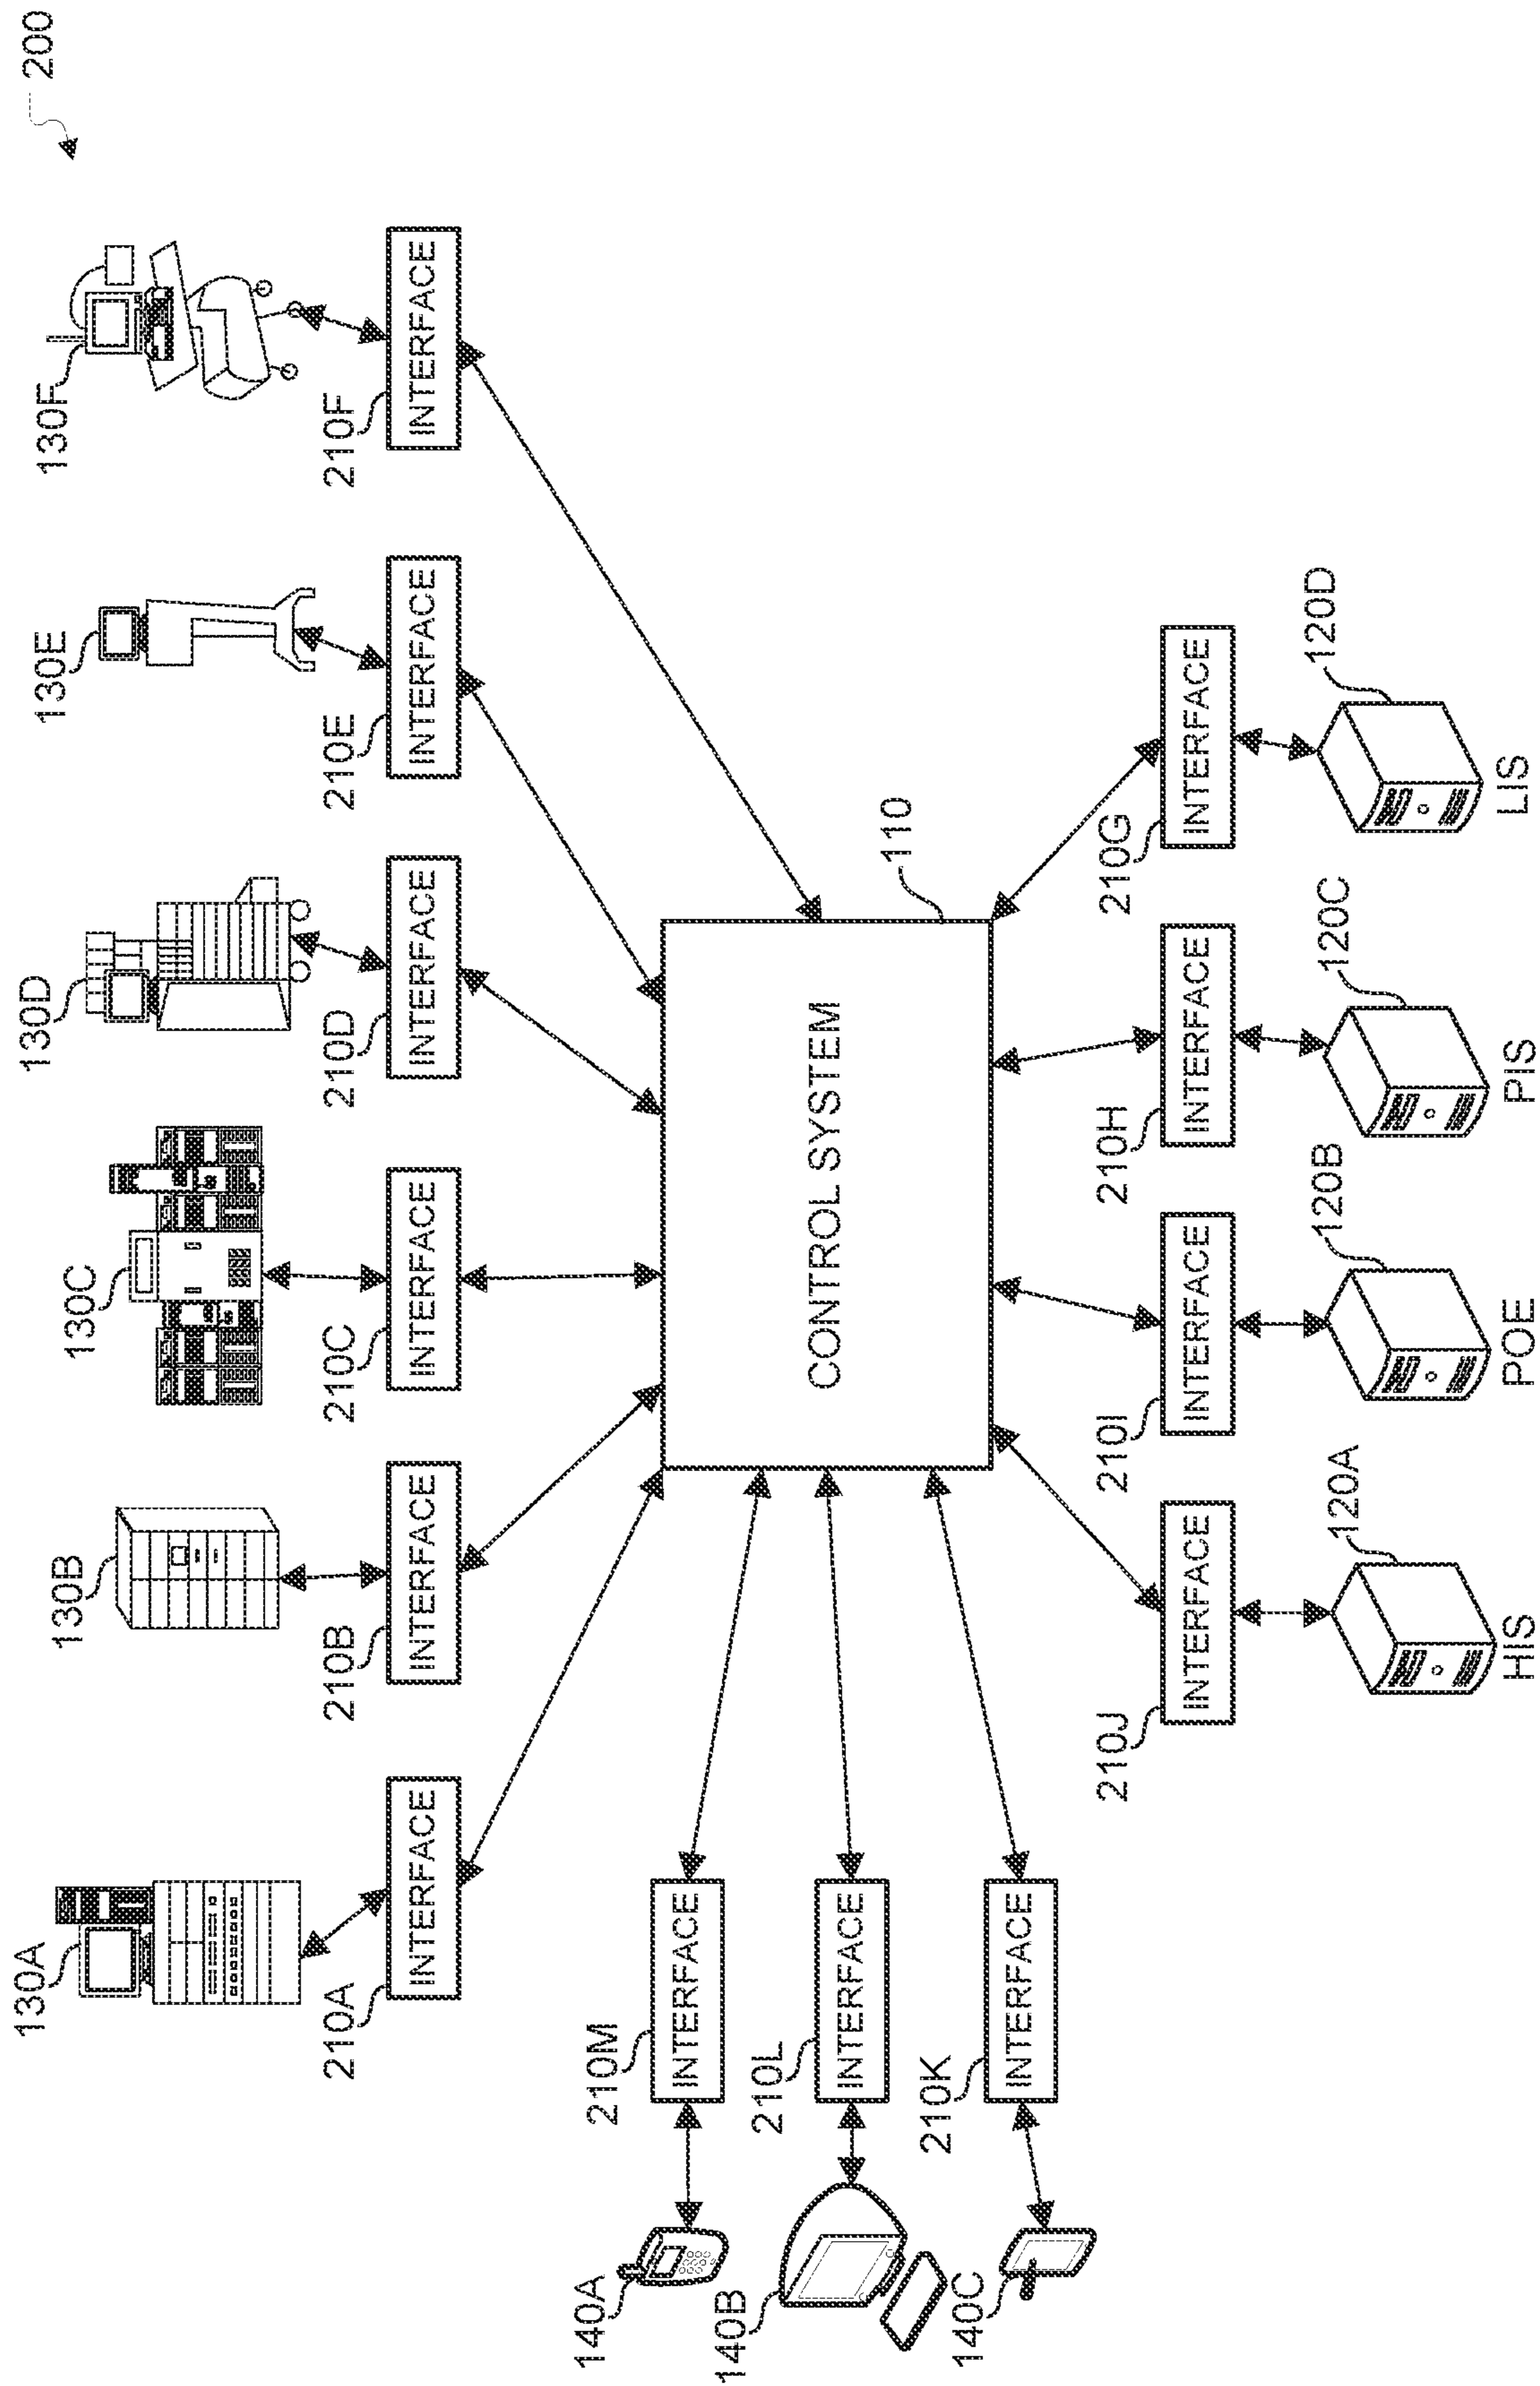 200
130A
130B
130C
130D
130E
130F
210A
INTERFACE
210B
INTERFACE
210C
INTERFACE
210D
INTERFACE
210E
INTERFACE
210F
INTERFACE
140A
210M
INTERFACE
140B
210L
INTERFACE
140C
210K
INTERFACE
CONTROL SYSTEM
110
210J
INTERFACE
210I
INTERFACE
210H
INTERFACE
210G
INTERFACE
120A
120B
120C
120D
HIS
POE
PIS
LIS